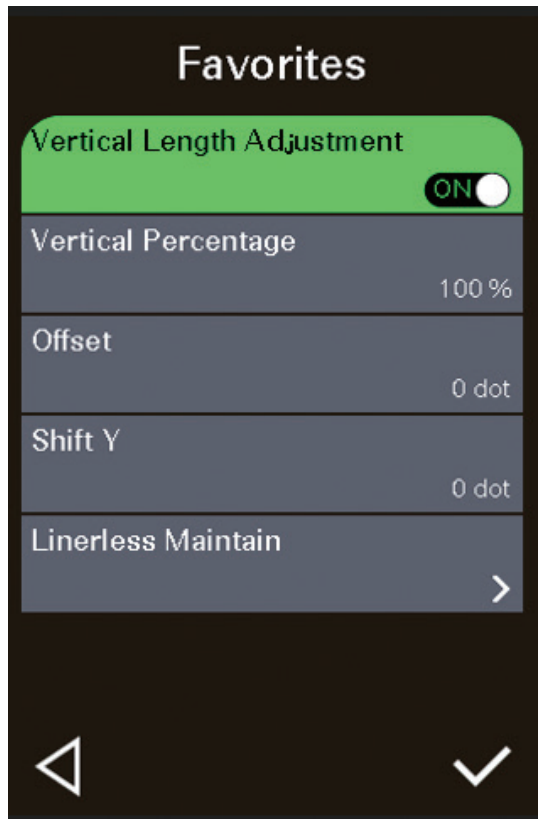 Favorites
Vertical Length Adjustment
ON
Vertical Percentage
100 %
Offset
0 dot
Shift Y
0 dot
Linerless Maintain